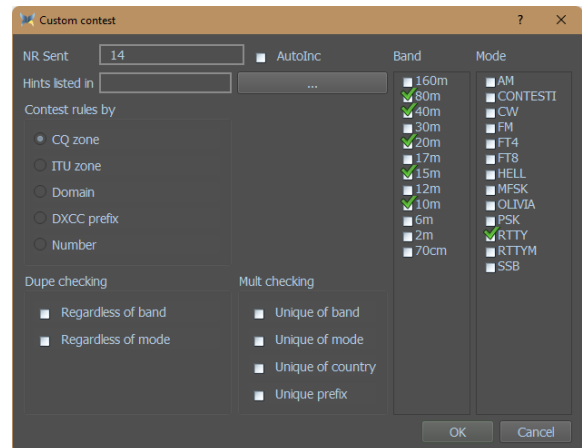 Custom contest
?
NR Sent
14
AutoInc
Hints listed in
...
Contest rules by
CQ zone
ITU zone
Domain
DXCC prefix
Number
Dupe checking
Regardless of band
Regardless of mode
Mult checking
Unique of band
Unique of mode
Unique of country
Unique prefix
Band
160m
80m
40m
30m
20m
17m
15m
12m
10m
6m
2m
70cm
Mode
AM
CONTESTI
CW
FM
FT4
FT8
HELL
MFSK
OLIVIA
PSK
RTTY
RTTYM
SSB
OK
Cancel